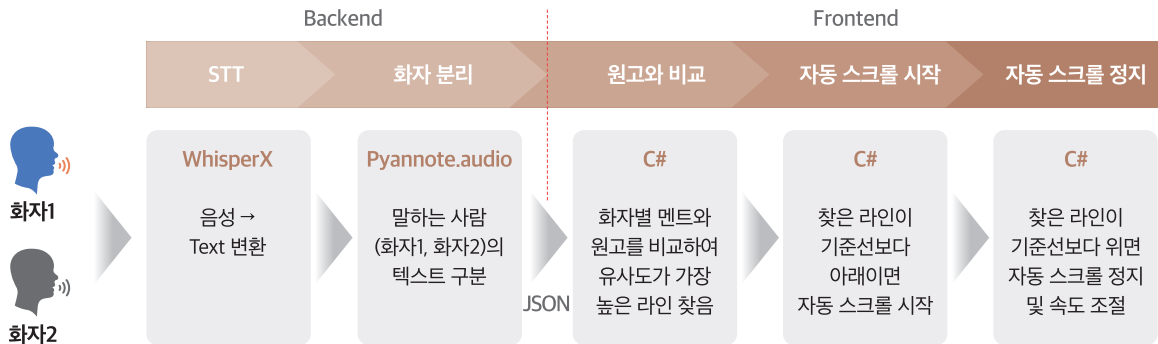 Backend
Frontend
STT
화자 분리
원고와 비교
자동 스크롤 시작
자동 스크롤 정지
화자1
화자2
WhisperX
음성 →
Text 변환
Pyannote.audio
말하는 사람
(화자1, 화자2)의
텍스트 구분
JSON
C#
화자별 멘트와
원고를 비교하여
유사도가 가장
높은 라인 찾음
C#
찾은 라인이
기준선보다
아래이면
자동 스크롤 시작
C#
찾은 라인이
기준선보다 위면
자동 스크롤 정지
및 속도 조절